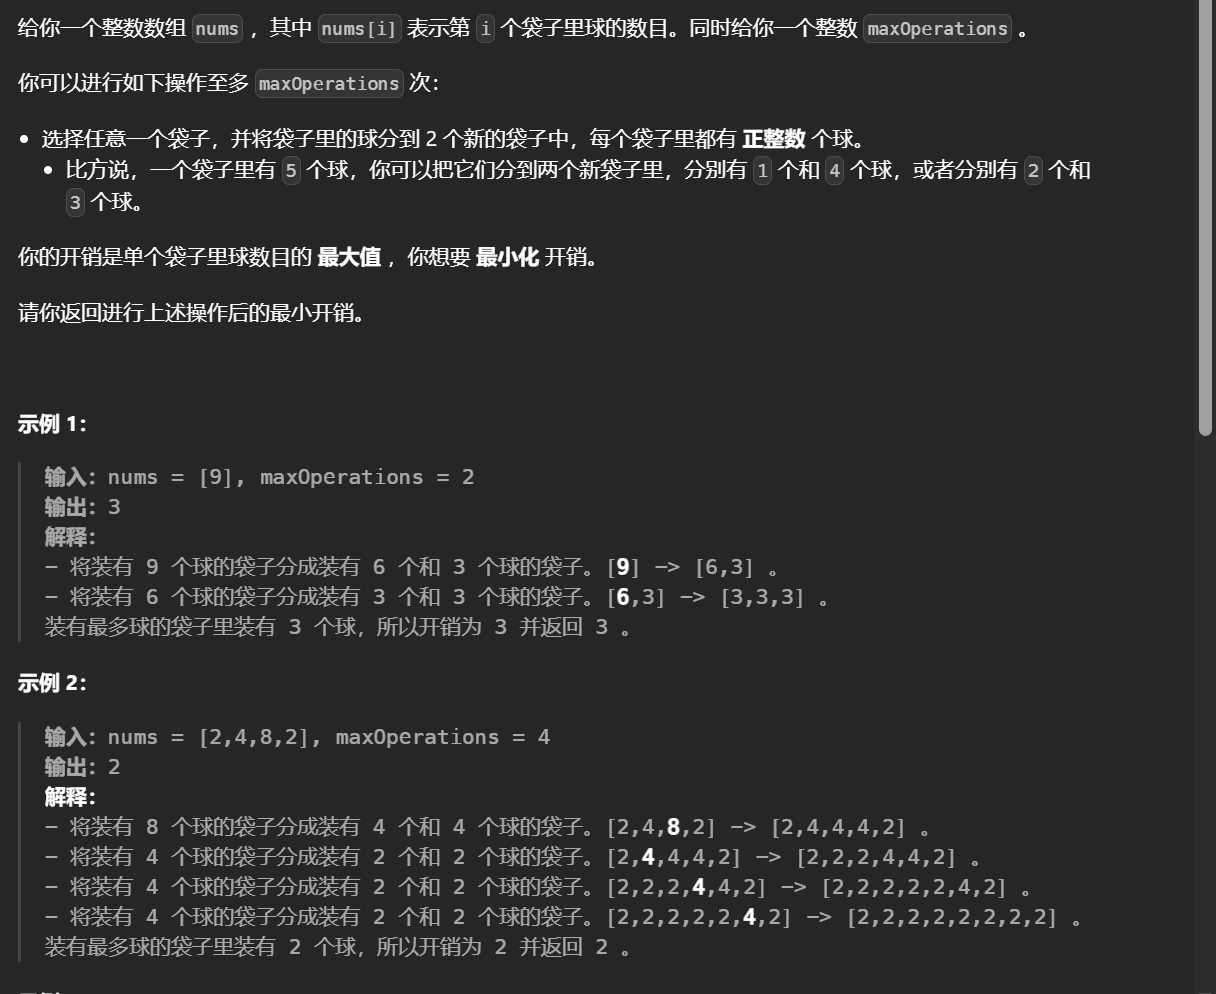 给你一个整数数组 nums ，其中 nums[i] 表示第 i 个袋子里球的数目。同时给你一个整数 maxOperations 。
你可以进行如下操作至多 maxOperations 次：
• 选择任意一个袋子，并将袋子里的球分到 2 个新的袋子中，每个袋子里都有 正整数 个球。
• 比方说，一个袋子里有 5 个球，你可以把它们分到两个新袋子里，分别有 1 个和 4 个球，或者分别有 2 个和
3 个球。
你的开销是单个袋子里球数目的 最大值 ，你想要 最小化 开销。
请你返回进行上述操作后的最小开销。
示例 1：
输入：nums = [9], maxOperations = 2
输出：3
解释：
- 将装有 9 个球的袋子分成装有 6 个和 3 个球的袋子。[9] -> [6,3] 。
- 将装有 6 个球的袋子分成装有 3 个和 3 个球的袋子。[6,3] -> [3,3,3] 。
装有最多球的袋子里装有 3 个球，所以开销为 3 并返回 3 。
示例 2：
输入：nums = [2,4,8,2], maxOperations = 4
输出：2
解释：
- 将装有 8 个球的袋子分成装有 4 个和 4 个球的袋子。[2,4,8,2] -> [2,4,4,4,2] 。
- 将装有 4 个球的袋子分成装有 2 个和 2 个球的袋子。[2,4,4,4,2] -> [2,2,2,4,4,2] 。
- 将装有 4 个球的袋子分成装有 2 个和 2 个球的袋子。[2,2,2,4,4,2] -> [2,2,2,2,2,4,2] 。
- 将装有 4 个球的袋子分成装有 2 个和 2 个球的袋子。[2,2,2,2,2,4,2] -> [2,2,2,2,2,2,2,2] 。
装有最多球的袋子里装有 2 个球，所以开销为 2 并返回 2 。